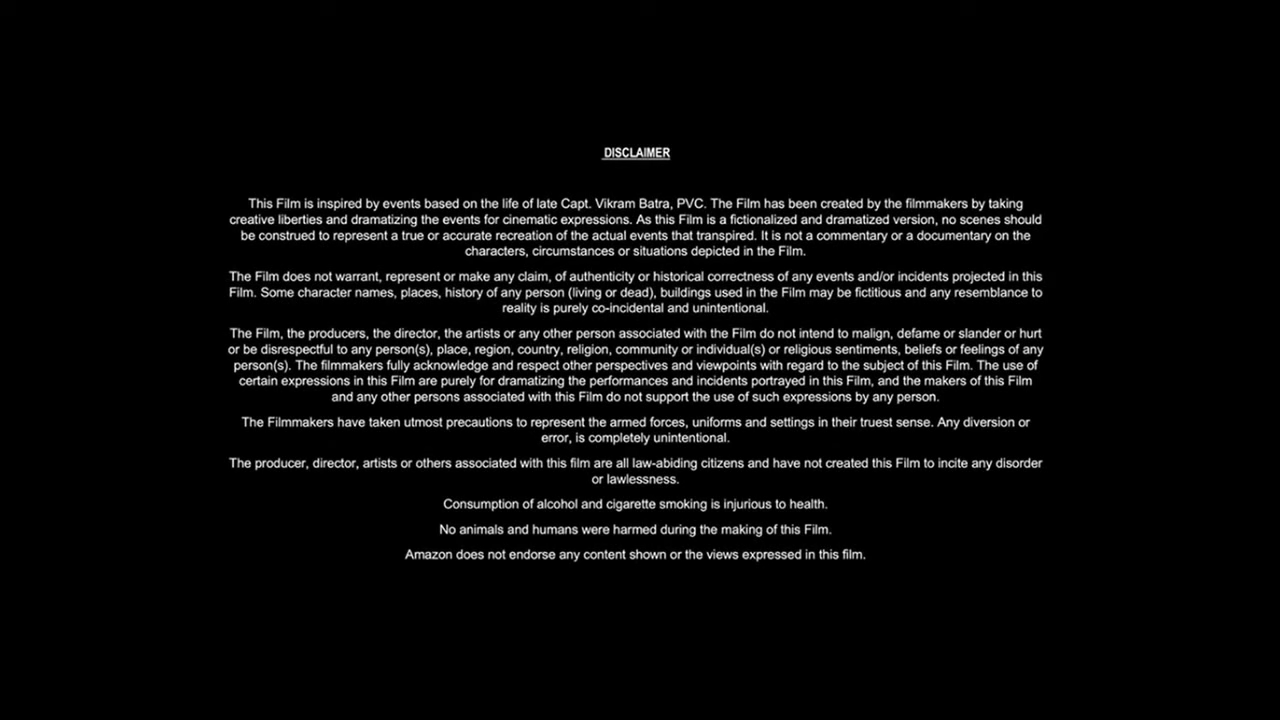 DISCLAIMER
This Film is inspired by events based on the life of late Capt. Vikram Batra, PVC. The Film has been created by the filmmakers by taking
creative liberties and dramatizing the events for cinematic expressions. As this Film is a fictionalized and dramatized version, no scenes should
be construed to represent a true or accurate recreation of the actual events that transpired. It is not a commentary or a documentary on the
characters, circumstances or situations depicted in the Film.
The Film does not warrant, represent or make any claim, of authenticity or historical correctness of any events and/or incidents projected in this
Film. Some character names, places, history of any person (living or dead), buildings used in the Film may be fictitious and any resemblance to
reality is purely co-incidental and unintentional.
The Film, the producers, the director, the artists or any other person associated with the Film do not intend to malign, defame or slander or hurt
or be disrespectful to any person(s), place, region, country, religion, community or individual(s) or religious sentiments, beliefs or feelings of any
person(s). The filmmakers fully acknowledge and respect other perspectives and viewpoints with regard to the subject of this Film. The use of
certain expressions in this Film are purely for dramatizing the performances and incidents portrayed in this Film, and the makers of this Film
and any other persons associated with this Film do not support the use of such expressions by any person.
The Filmmakers have taken utmost precautions to represent the armed forces, uniforms and settings in their truest sense. Any diversion or
error, is completely unintentional.
The producer, director, artists or others associated with this film are all law-abiding citizens and have not created this Film to incite any disorder
or lawlessness.
Consumption of alcohol and cigarette smoking is injurious to health.
No animals and humans were harmed during the making of this Film.
Amazon does not endorse any content shown or the views expressed in this film.